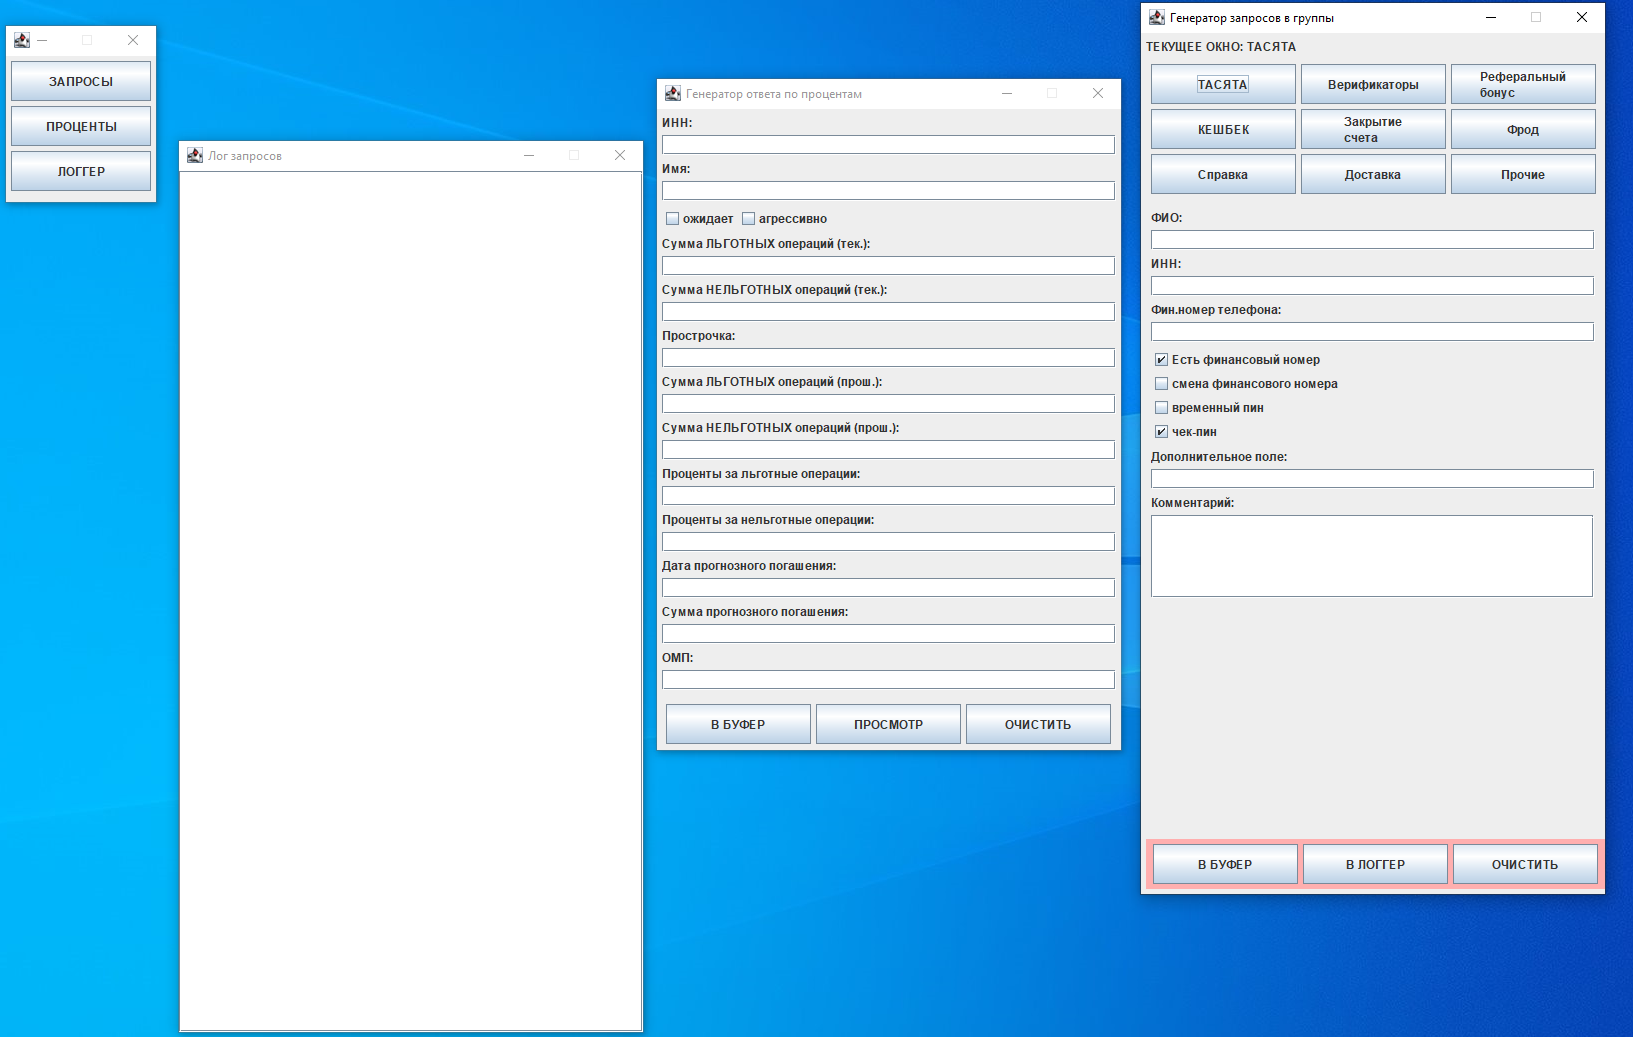 ЗАПРОСЫ
ПРОЦЕНТЫ
ЛОГГЕР
Лог запросов
Генератор ответа по процентам
ИНН:
Имя:
ожидает
агрессивно
Сумма ЛЬГОТНЫХ операций (тек.):
Сумма НЕЛЬГОТНЫХ операций (тек.):
Прострочка:
Сумма ЛЬГОТНЫХ операций (прош.):
Сумма НЕЛЬГОТНЫХ операций (прош.):
Проценты за льготные операции:
Проценты за нельготные операции:
Дата прогнозного погашения:
Сумма прогнозного погашения:
ОМП:
В БУФЕР
ПРОСМОТР
ОЧИСТИТЬ
Генератор запросов в группы
ТЕКУЩЕЕ ОКНО: ТАСЯТА
ТАСЯТА
Верификаторы
Реферальный
бонус
КЕШБЕК
Закрытие
счета
Фрод
Справка
Доставка
Прочие
ФИО:
ИНН:
Фин.номер телефона:
Есть финансовый номер
смена финансового номера
временный пин
чек-пин
Дополнительное поле:
Комментарий:
В БУФЕР
В ЛОГГЕР
ОЧИСТИТЬ